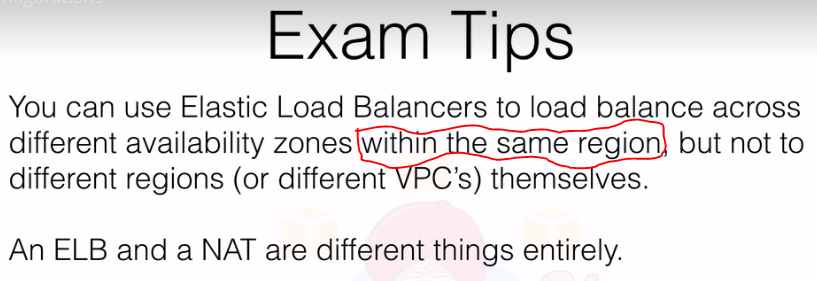 Exam Tips
You can use Elastic Load Balancers to load balance across
different availability zones within the same region, but not to
different regions (or different VPC's) themselves.
An ELB and a NAT are different things entirely.